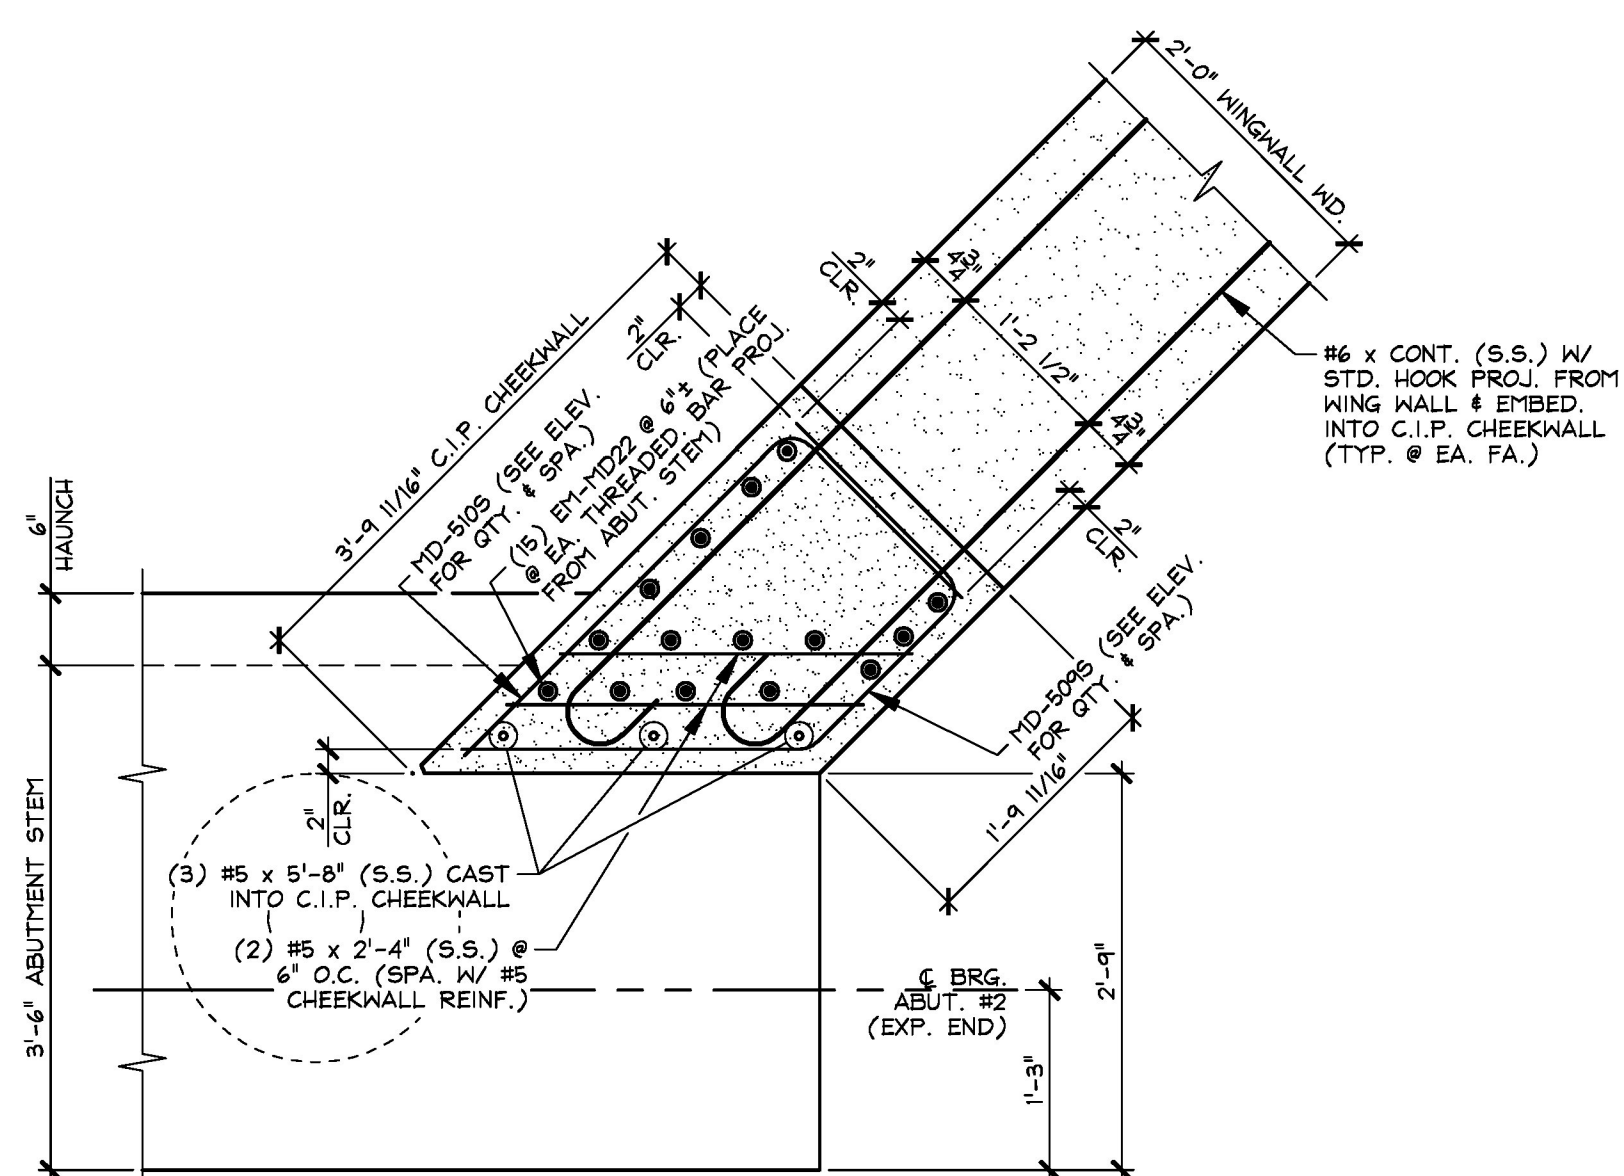 2'-0" WINGWALL WD.
2"
CLR.
4 3/4"
1'-2 1/2"
4 3/4"
2"
CLR.
#6 x CONT. (S.S.) W/
STD. HOOK PROJ. FROM
WING WALL & EMBED.
INTO C.I.P. CHEEKWALL
(TYP. @ EA. FA.)
3'-9 11/16" C.I.P. CHEEKWALL
2"
CLR.
MD-510S (SEE ELEV.
FOR QTY. & SPA.)
(15) EM-MD22 @ 6"± (PLACE
@ EA. THREADED. BAR PROJ.
FROM ABUT. STEM)
6"
HAUNCH
MD-509S (SEE ELEV.
FOR QTY. & SPA.)
1'-9 11/16"
3'-6" ABUTMENT STEM
2"
CLR.
(3) #5 x 5'-8" (S.S.) CAST
INTO C.I.P. CHEEKWALL
(2) #5 x 2'-4" (S.S.) @
6" O.C. (SPA. W/ #5
CHEEKWALL REINF.)
℄ BRG.
ABUT. #2
(EXP. END)
2'-9"
1'-3"